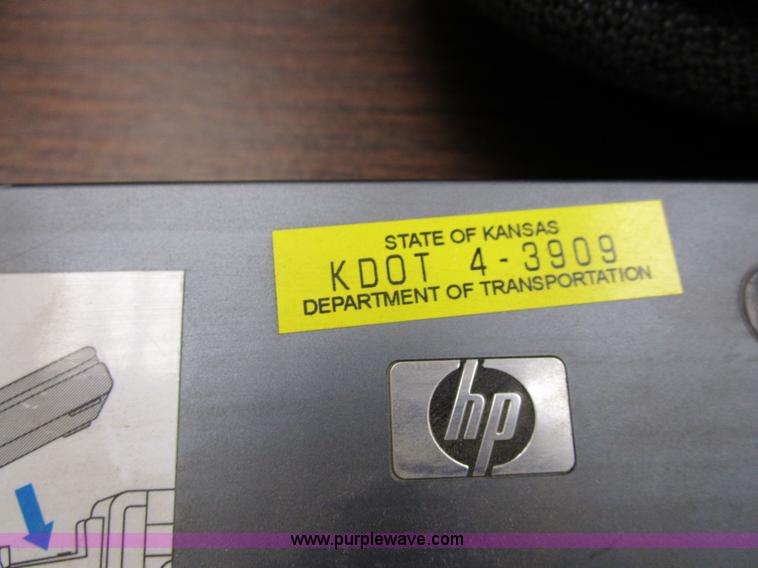 STATE OF KANSAS
KDOT 4-3909
DEPARTMENT OF TRANSPORTATION
hp
www.purplewave.com